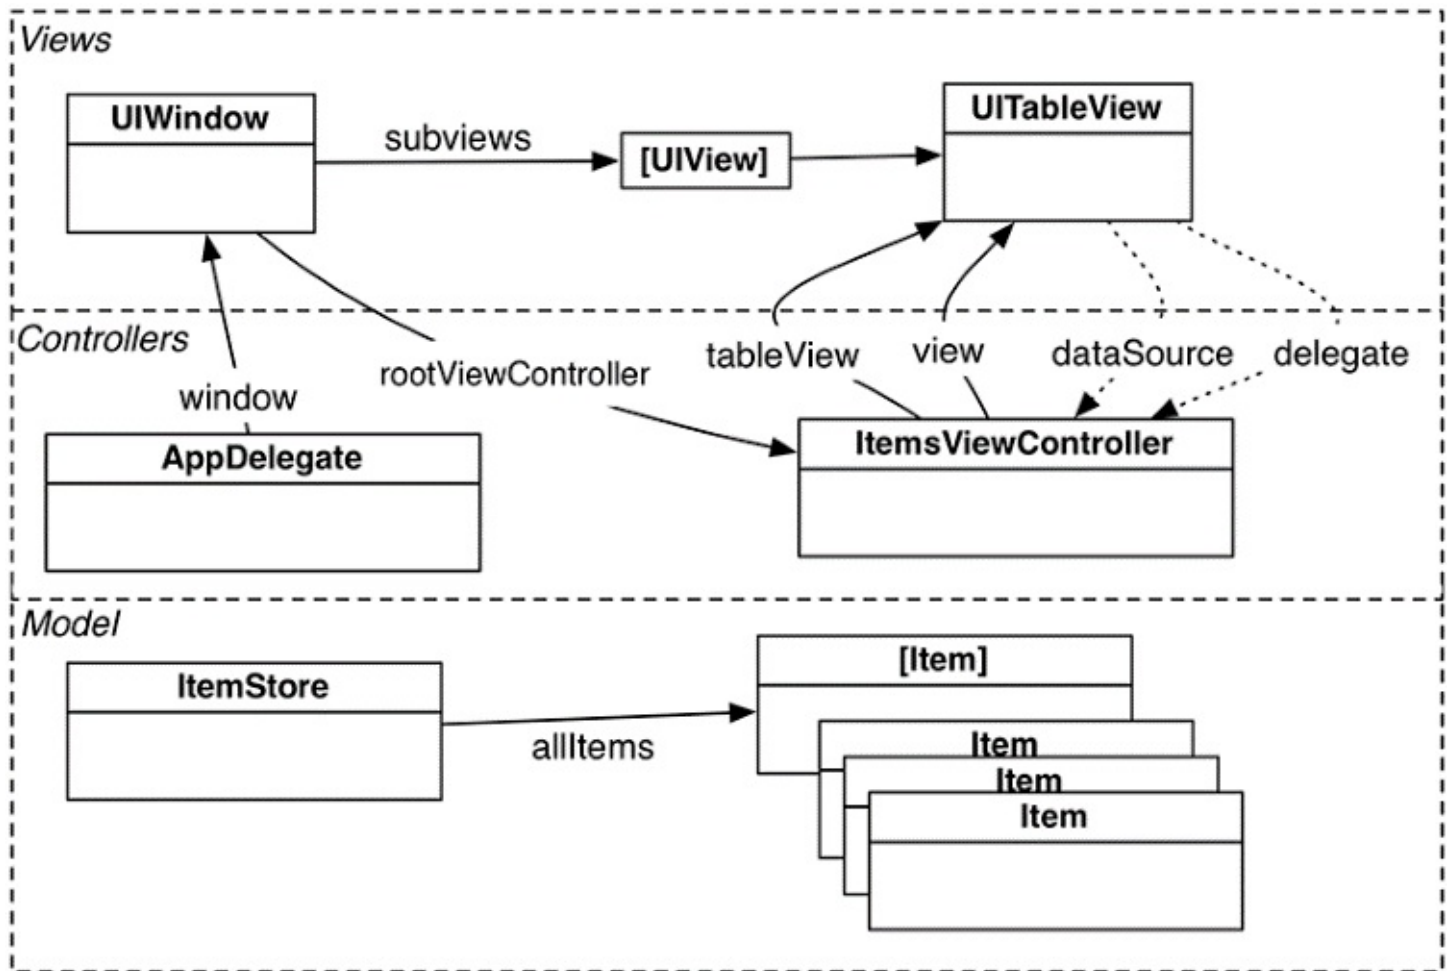 Views
UIWindow
subviews
[UIView]
UITableView
Controllers
window
rootViewController
tableView
view
dataSource
delegate
AppDelegate
ItemsViewController
Model
ItemStore
allItems
[Item]
Item
Item
Item